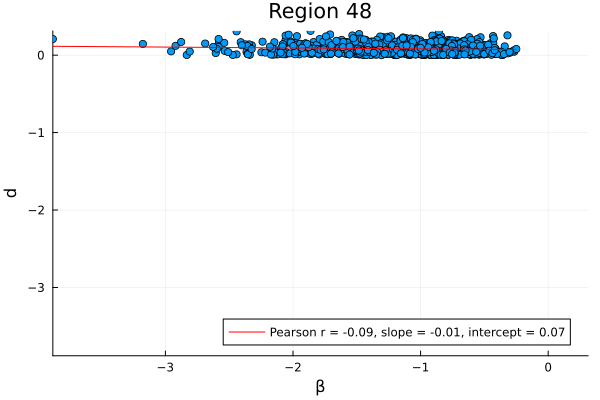 Region 48
0
−1
−2
−3
d
Pearson r = -0.09, slope = -0.01, intercept = 0.07
−3 −2 −1 0
β